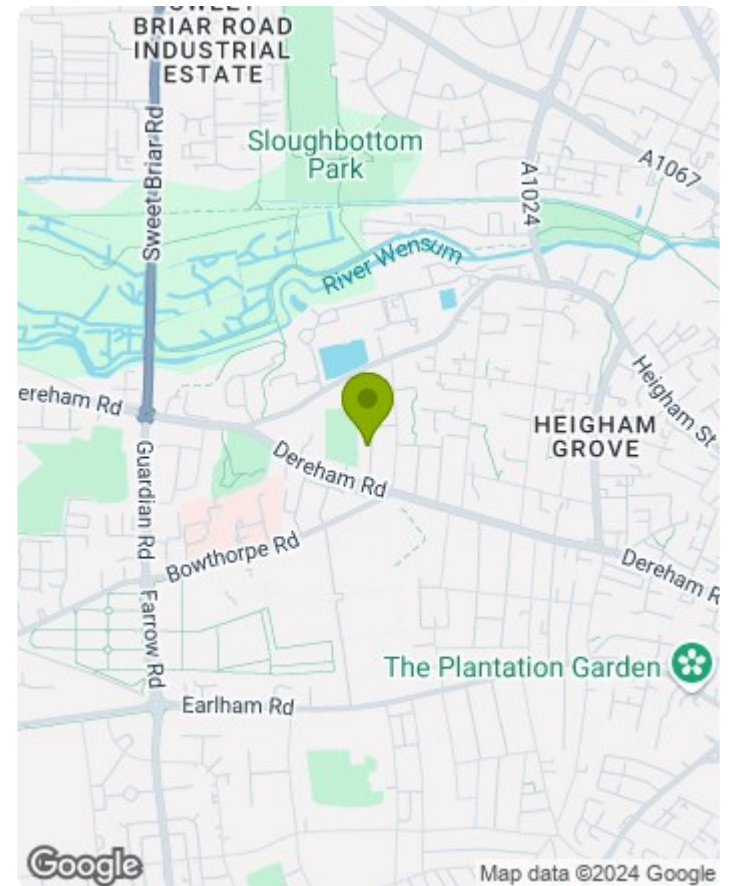 SWEET
BRIAR ROAD
INDUSTRIAL
ESTATE
Sweet Briar Rd
Sloughbottom
Park
A1067
A1024
River Wensum
ereham Rd
Heigham St
HEIGHAM
GROVE
Guardian Rd
Dereham Rd
Bowthorpe Rd
Dereham R
Farrow Rd
The Plantation Garden
Earlham Rd
Google
Map data ©2024 Google